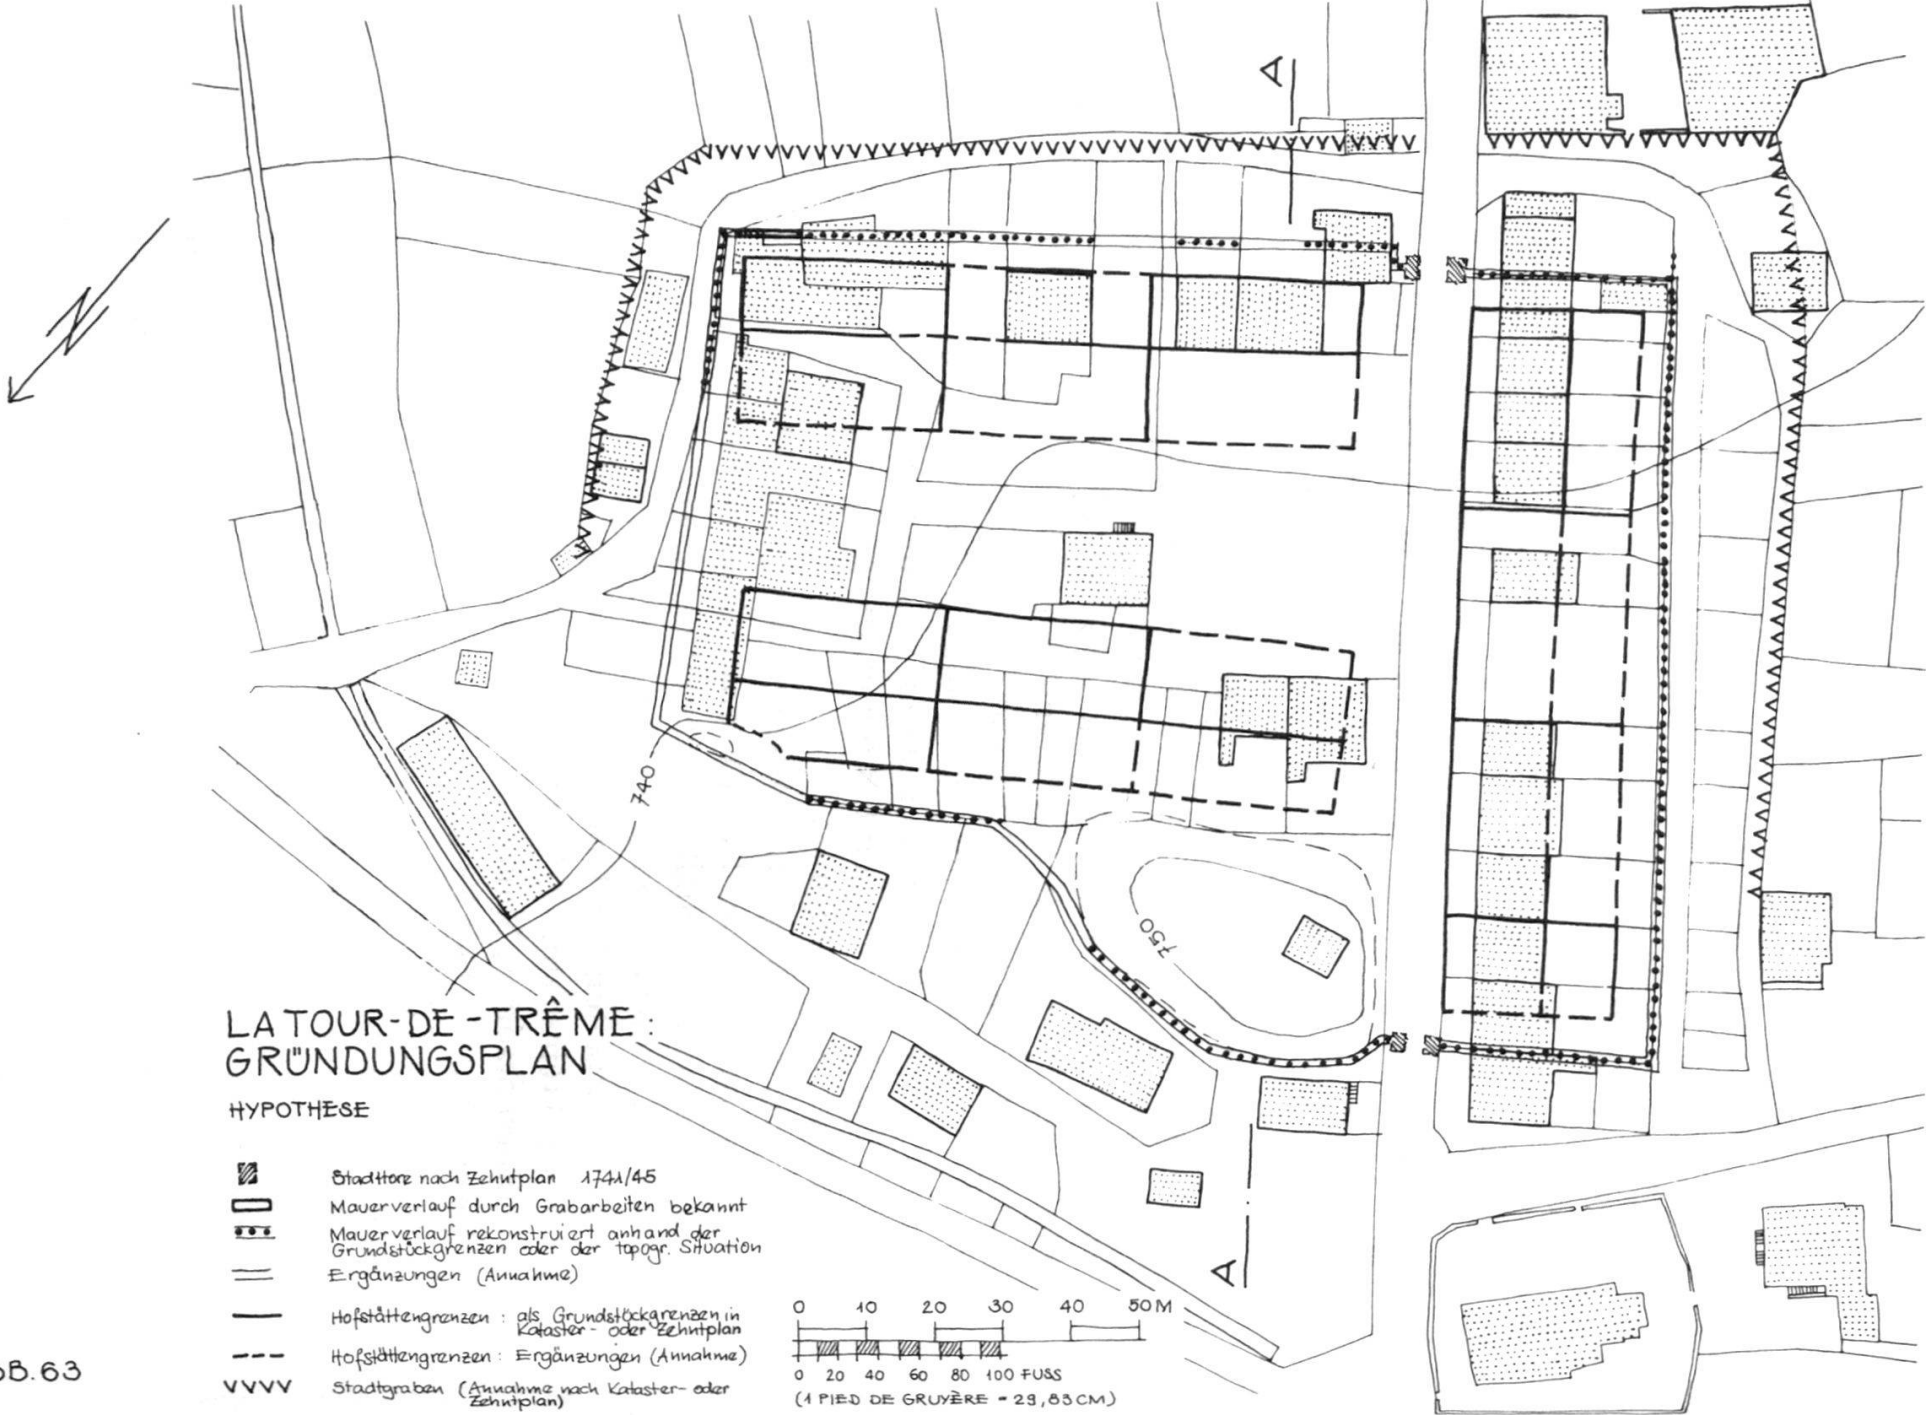 A
740
750
A
LA TOUR-DE-TRÊME:
GRÜNDUNGSPLAN
HYPOTHESE
Stadttore nach Zehntplan 1741/45
Mauerverlauf durch Grabarbeiten bekannt
Mauerverlauf rekonstruiert anhand der
Grundstückgrenzen oder der topogr. Situation
Ergänzungen (Annahme)
Hofstättengrenzen: als Grundstückgrenzen in
Kataster- oder Zehntplan
Hofstättengrenzen: Ergänzungen (Annahme)
Stadtgraben (Annahme nach Kataster- oder
Zehntplan)
0 10 20 30 40 50 M
0 20 40 60 80 100 FUSS
(1 PIED DE GRUYÈRE = 29,83 CM)
B.63